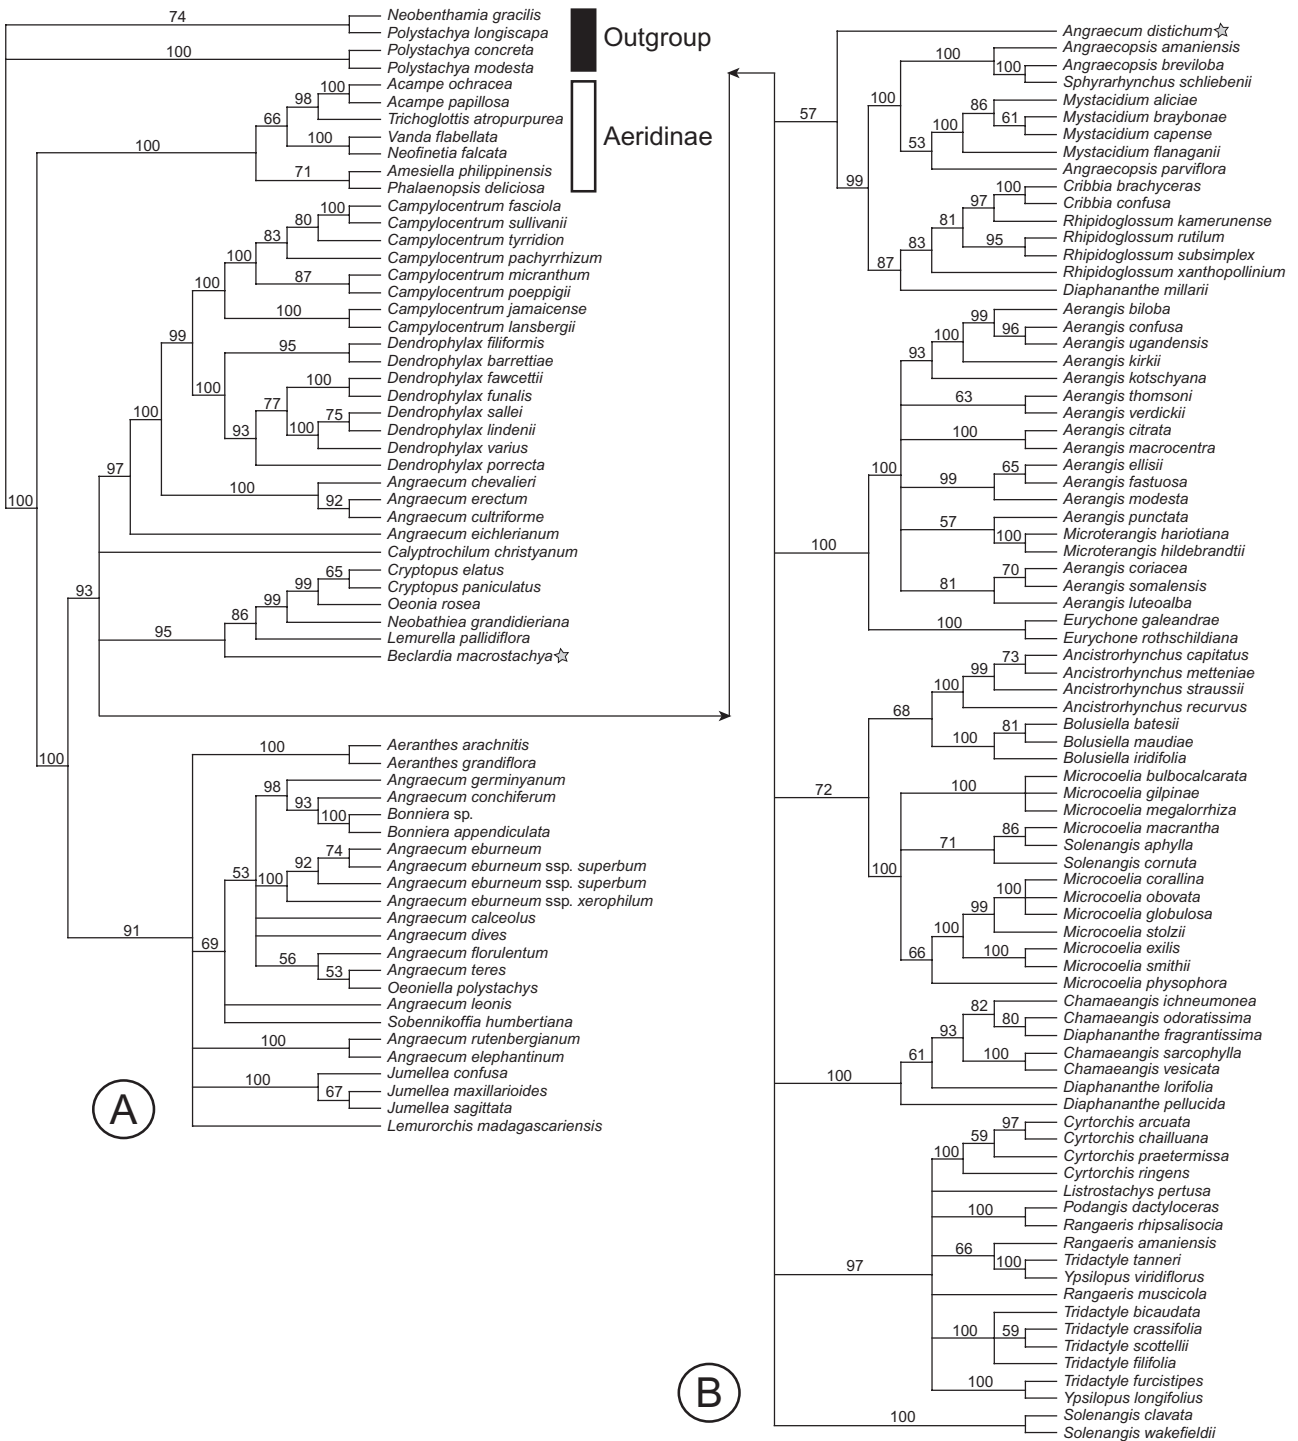 74
Neobenthamia gracilis
Polystachya longiscapa
100
Polystachya concreta
Polystachya modesta
Outgroup
100
Acampe ochracea
98
Acampe papillosa
66
Trichoglottis atropurpurea
100
Vanda flabellata
100
Neofinetia falcata
71
Amesiella philippinensis
Phalaenopsis deliciosa
Aeridinae
100
Campylocentrum fasciola
80
Campylocentrum sullivanii
83
Campylocentrum tyrridion
100
Campylocentrum pachyrrhizum
87
Campylocentrum micranthum
100
Campylocentrum poeppigii
100
Campylocentrum jamaicense
Campylocentrum lansbergii
99
95
Dendrophylax filiformis
Dendrophylax barrettiae
100
100
Dendrophylax fawcettii
77
Dendrophylax funalis
75
Dendrophylax sallei
100
Dendrophylax lindenii
93
Dendrophylax varius
Dendrophylax porrecta
100
100
Angraecum chevalieri
92
Angraecum erectum
Angraecum cultriforme
97
Angraecum eichlerianum
100
Calyptrochilum christyanum
65
Cryptopus elatus
99
Cryptopus paniculatus
99
Oeonia rosea
86
Neobathiea grandidieriana
95
Lemurella pallidiflora
Beclardia macrostachya
93
100
100
Aeranthes arachnitis
Aeranthes grandiflora
98
Angraecum germinyanum
93
Angraecum conchiferum
100
Bonniera sp.
Bonniera appendiculata
74
Angraecum eburneum
92
Angraecum eburneum ssp. superbum
53
100
Angraecum eburneum ssp. superbum
Angraecum eburneum ssp. xerophilum
Angraecum calceolus
Angraecum dives
91
69
56
Angraecum florulentum
53
Angraecum teres
Oeoniella polystachys
Angraecum leonis
Sobennikoffia humbertiana
100
Angraecum rutenbergianum
Angraecum elephantinum
100
Jumellea confusa
67
Jumellea maxillarioides
Jumellea sagittata
Lemurorchis madagascariensis
A
Angraecum distichum
100
Angraecopsis amaniensis
100
Angraecopsis breviloba
Sphyrarhynchus schliebenii
100
86
Mystacidium aliciae
61
Mystacidium braybonae
100
Mystacidium capense
53
Mystacidium flanaganii
Angraecopsis parviflora
57
99
100
Cribbia brachyceras
97
Cribbia confusa
81
Rhipidoglossum kamerunense
95
Rhipidoglossum rutilum
83
Rhipidoglossum subsimplex
87
Rhipidoglossum xanthopollinium
Diaphananthe millarii
99
Aerangis biloba
96
Aerangis confusa
100
Aerangis ugandensis
93
Aerangis kirkii
Aerangis kotschyana
63
Aerangis thomsoni
Aerangis verdickii
100
Aerangis citrata
Aerangis macrocentra
100
65
Aerangis ellisii
99
Aerangis fastuosa
Aerangis modesta
57
Aerangis punctata
100
Microterangis hariotiana
100
Microterangis hildebrandtii
70
Aerangis coriacea
81
Aerangis somalensis
Aerangis luteoalba
100
Eurychone galeandrae
Eurychone rothschildiana
73
Ancistrorhynchus capitatus
99
Ancistrorhynchus metteniae
100
Ancistrorhynchus straussii
68
Ancistrorhynchus recurvus
81
Bolusiella batesii
100
Bolusiella maudiae
Bolusiella iridifolia
72
Microcoelia bulbocalcarata
100
Microcoelia gilpinae
Microcoelia megalorrhiza
86
Microcoelia macrantha
71
Solenangis aphylla
Solenangis cornuta
100
Microcoelia corallina
100
Microcoelia obovata
99
Microcoelia globulosa
100
Microcoelia stolzii
100
Microcoelia exilis
66
Microcoelia smithii
Microcoelia physophora
82
Chamaeangis ichneumonea
80
Chamaeangis odoratissima
93
Diaphananthe fragrantissima
61
100
Chamaeangis sarcophylla
Chamaeangis vesicata
100
Diaphananthe lorifolia
Diaphananthe pellucida
97
Cyrtorchis arcuata
59
Cyrtorchis chailluana
100
Cyrtorchis praetermissa
Cyrtorchis ringens
Listrostachys pertusa
100
Podangis dactyloceras
Rangaeris rhipsalisocia
66
Rangaeris amaniensis
100
Tridactyle tanneri
97
Ypsilopus viridiflorus
Rangaeris muscicola
Tridactyle bicaudata
100
59
Tridactyle crassifolia
Tridactyle scottellii
Tridactyle filifolia
100
Tridactyle furcistipes
Ypsilopus longifolius
100
Solenangis clavata
Solenangis wakefieldii
B